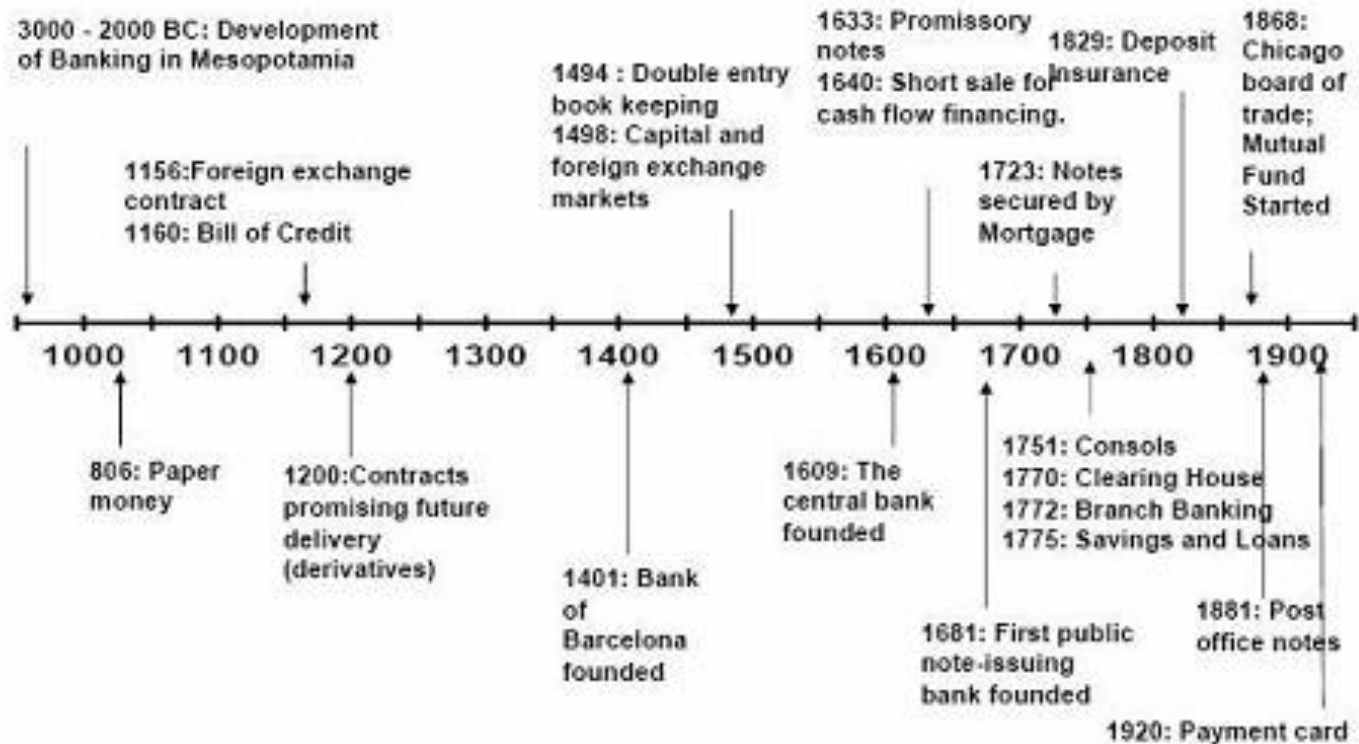 3000 - 2000 BC: Development
of Banking in Mesopotamia
1156:Foreign exchange
contract
1160: Bill of Credit
1494 : Double entry
book keeping
1498: Capital and
foreign exchange
markets
1633: Promissory
notes
1640: Short sale for
cash flow financing.
1723: Notes
secured by
Mortgage
1829: Deposit
Insurance
1868:
Chicago
board of
trade;
Mutual
Fund
Started
1000 1100 1200 1300 1400 1500 1600 1700 1800 1900
806: Paper
money
1200:Contracts
promising future
delivery
(derivatives)
1401: Bank
of
Barcelona
founded
1609: The
central bank
founded
1681: First public
note-issuing
bank founded
1751: Consols
1770: Clearing House
1772: Branch Banking
1775: Savings and Loans
1881: Post
office notes
1920: Payment card